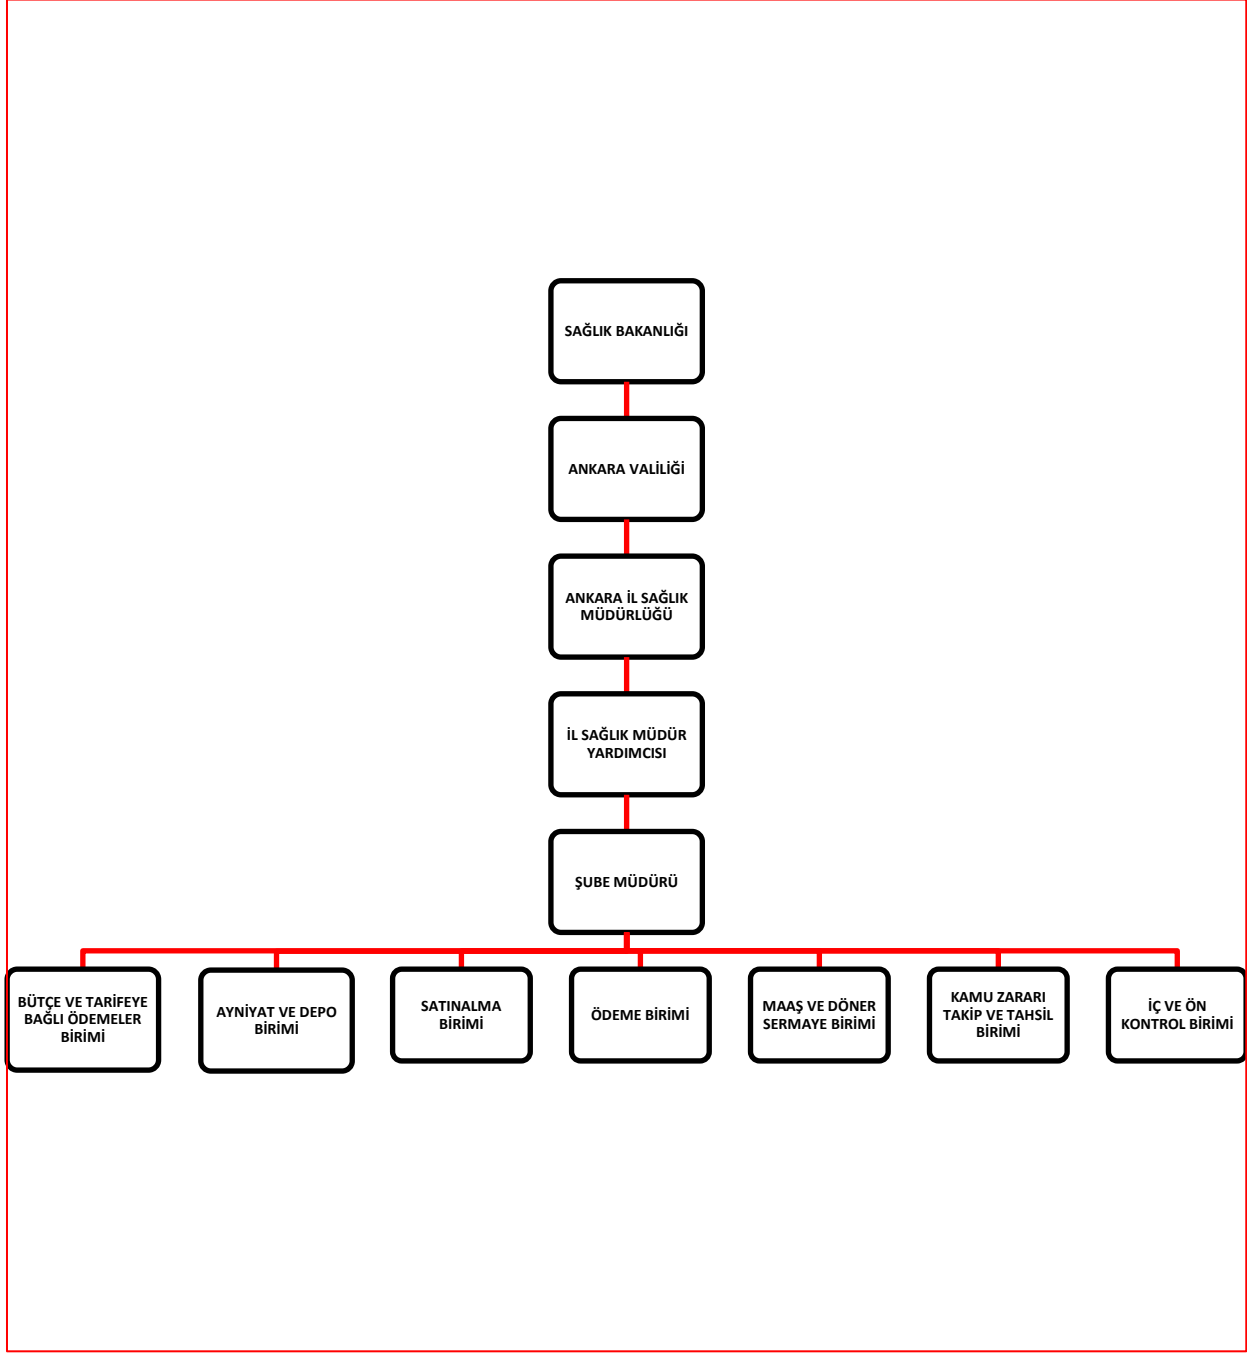 SAĞLIK BAKANLIĞI
ANKARA VALİLİĞİ
ANKARA İL SAĞLIK
MÜDÜRLÜĞÜ
İL SAĞLIK MÜDÜR
YARDIMCISI
ŞUBE MÜDÜRÜ
BÜTÇE VE TARİFEYE
BAĞLI ÖDEMELER
BİRİMİ
AYNİYAT VE DEPO
BİRİMİ
SATINALMA
BİRİMİ
ÖDEME BİRİMİ
MAAŞ VE DÖNER
SERMAYE BİRİMİ
KAMU ZARARI
TAKİP VE TAHSİL
BİRİMİ
İÇ VE ÖN
KONTROL BİRİMİ